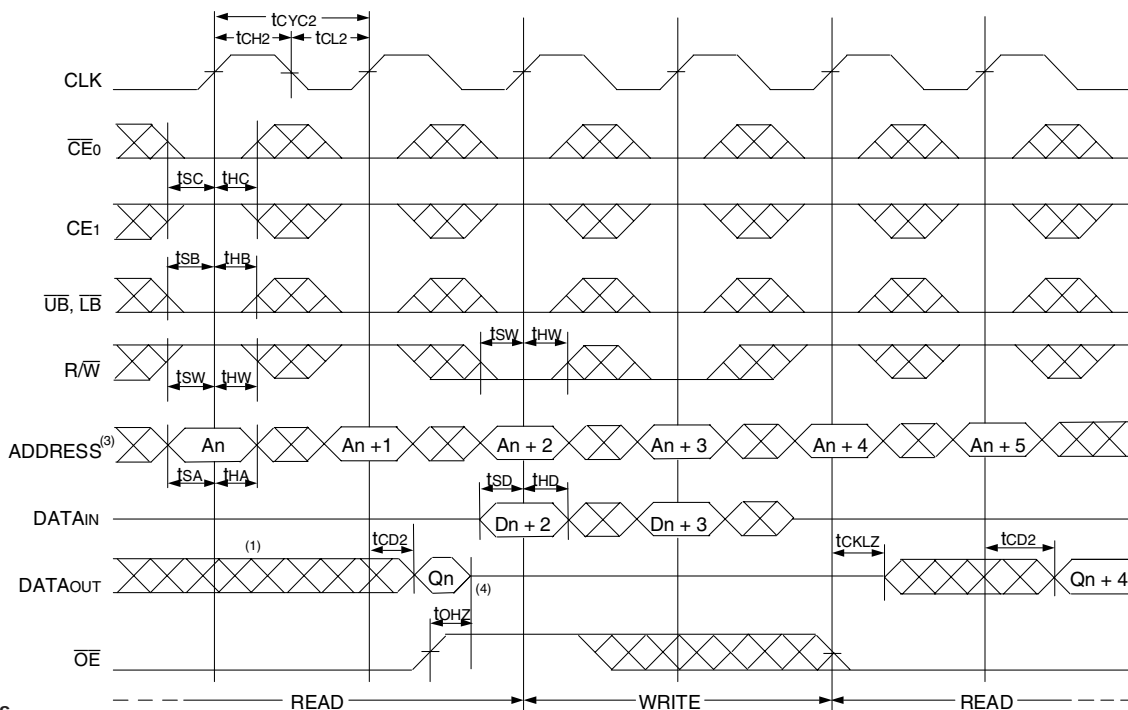 tCYC2
tCH2 tCL2
CLK
CE0
tSC tHC
CE1
tSB tHB
UB, LB
tSW tHW
R/W
tSW tHW
ADDRESS(3) An An +1 An + 2 An + 3 An + 4 An + 5
tSA tHA
tSD tHD
DATAIN Dn + 2 Dn + 3
tCD2 tCKLZ tCD2
(1)
DATAOUT Qn (4) Qn + 4
tOHZ
OE
READ WRITE READ